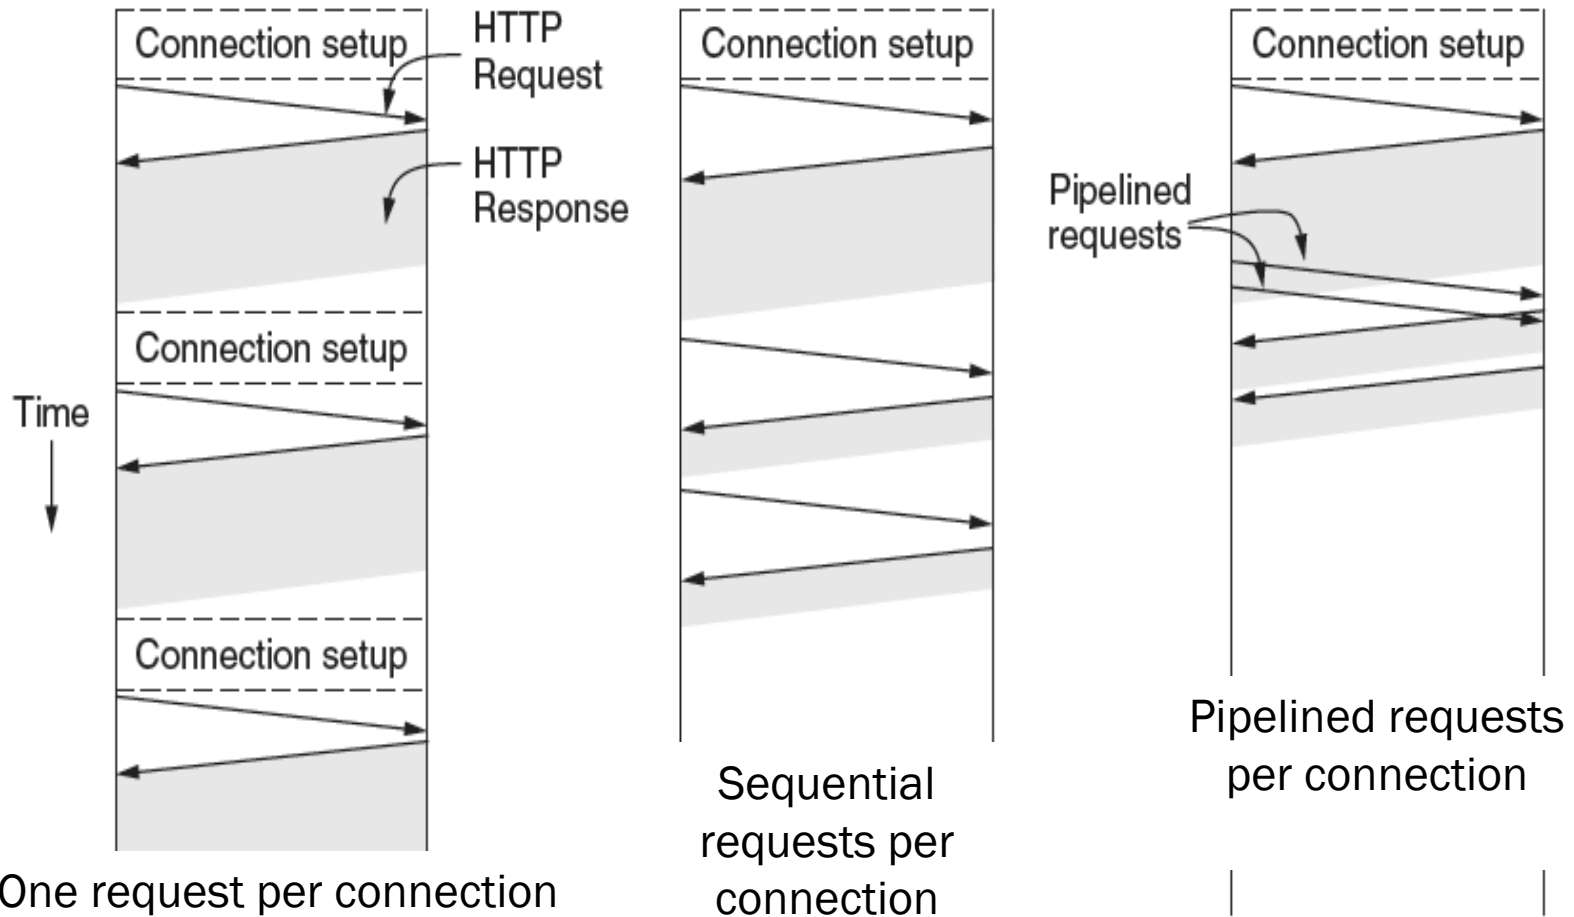 Connection setup
HTTP
Request
HTTP
Response
Connection setup
Time
Connection setup
One request per connection
Connection setup
Sequential
requests per
connection
Connection setup
Pipelined
requests
Pipelined requests
per connection